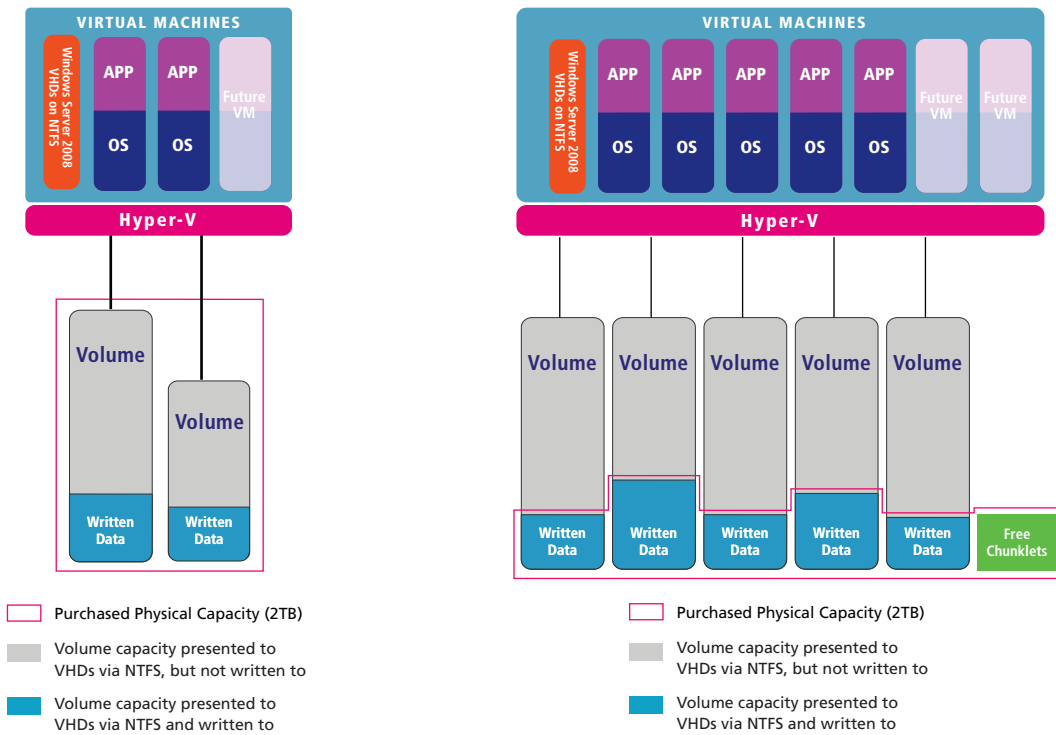 VIRTUAL MACHINES
Windows Server 2008
VHDs on NTFS
APP
OS
APP
OS
Future
VM
Hyper-V
Volume
Written
Data
Volume
Written
Data
Purchased Physical Capacity (2TB)
Volume capacity presented to
VHDs via NTFS, but not written to
Volume capacity presented to
VHDs via NTFS and written to
VIRTUAL MACHINES
Windows Server 2008
VHDs on NTFS
APP
OS
APP
OS
APP
OS
APP
OS
APP
OS
Future
VM
Future
VM
Hyper-V
Volume
Written
Data
Volume
Written
Data
Volume
Written
Data
Volume
Written
Data
Volume
Written
Data
Free
Chunklets
Purchased Physical Capacity (2TB)
Volume capacity presented to
VHDs via NTFS, but not written to
Volume capacity presented to
VHDs via NTFS and written to